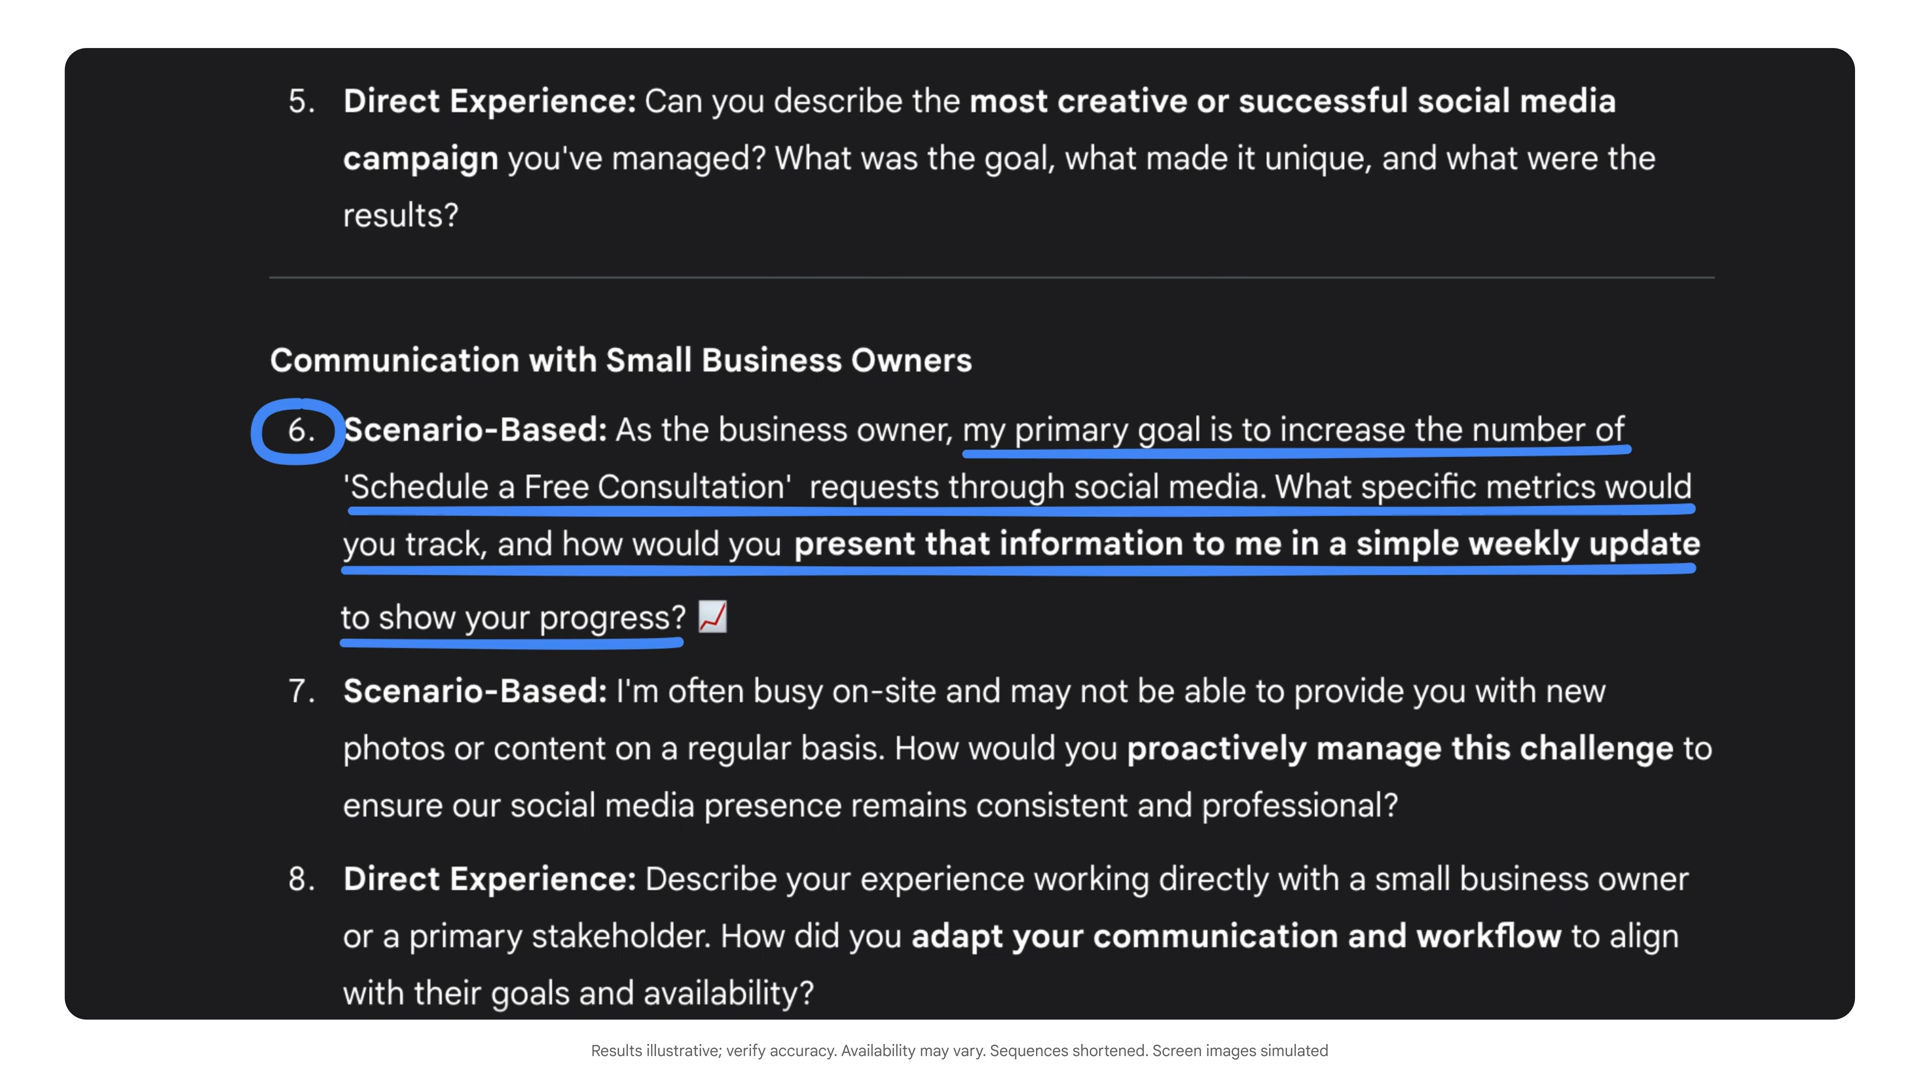 5. Direct Experience: Can you describe the most creative or successful social media
campaign you've managed? What was the goal, what made it unique, and what were the
results?
Communication with Small Business Owners
6. Scenario-Based: As the business owner, my primary goal is to increase the number of
'Schedule a Free Consultation' requests through social media. What specific metrics would
you track, and how would you present that information to me in a simple weekly update
to show your progress? 📈
7. Scenario-Based: I'm often busy on-site and may not be able to provide you with new
photos or content on a regular basis. How would you proactively manage this challenge to
ensure our social media presence remains consistent and professional?
8. Direct Experience: Describe your experience working directly with a small business owner
or a primary stakeholder. How did you adapt your communication and workflow to align
with their goals and availability?
Results illustrative; verify accuracy. Availability may vary. Sequences shortened. Screen images simulated